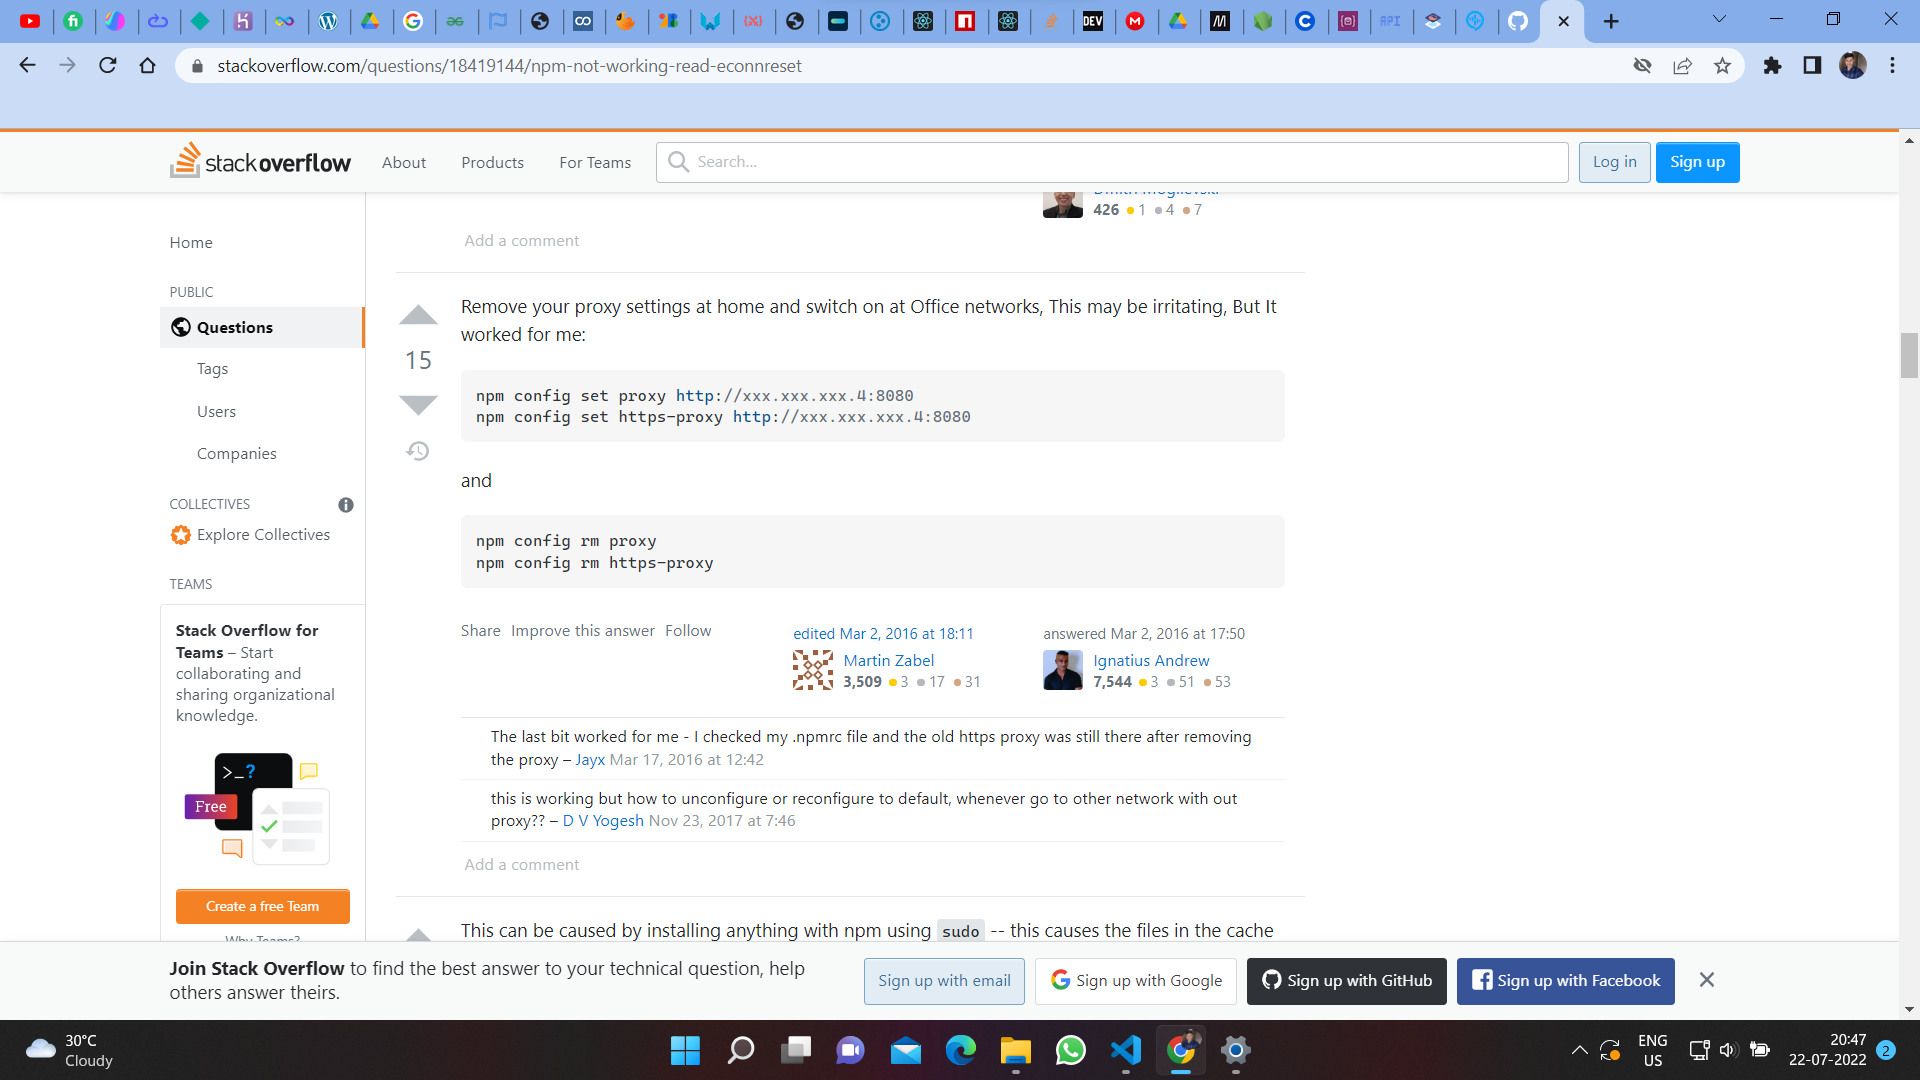 stackoverflow.com/questions/18419144/npm-not-working-read-econnreset
stackoverflow
About
Products
For Teams
Search...
Log in
Sign up
426 1 4 7
Add a comment
Home
PUBLIC
Questions
Tags
Users
Companies
COLLECTIVES
Explore Collectives
TEAMS
Stack Overflow for
Teams – Start
collaborating and
sharing organizational
knowledge.
>_?
Free
Create a free Team
Why Teams?
15
Remove your proxy settings at home and switch on at Office networks, This may be irritating, But It
worked for me:
npm config set proxy http://xxx.xxx.xxx.4:8080
npm config set https-proxy http://xxx.xxx.xxx.4:8080
and
npm config rm proxy
npm config rm https-proxy
Share Improve this answer Follow
edited Mar 2, 2016 at 18:11
Martin Zabel
3,509 3 17 31
answered Mar 2, 2016 at 17:50
Ignatius Andrew
7,544 3 51 53
The last bit worked for me - I checked my .npmrc file and the old https proxy was still there after removing
the proxy – Jayx Mar 17, 2016 at 12:42
this is working but how to unconfigure or reconfigure to default, whenever go to other network with out
proxy?? – D V Yogesh Nov 23, 2017 at 7:46
Add a comment
This can be caused by installing anything with npm using sudo -- this causes the files in the cache
Join Stack Overflow to find the best answer to your technical question, help
others answer theirs.
Sign up with email
Sign up with Google
Sign up with GitHub
Sign up with Facebook
30°C
Cloudy
ENG
US
20:47
22-07-2022
2